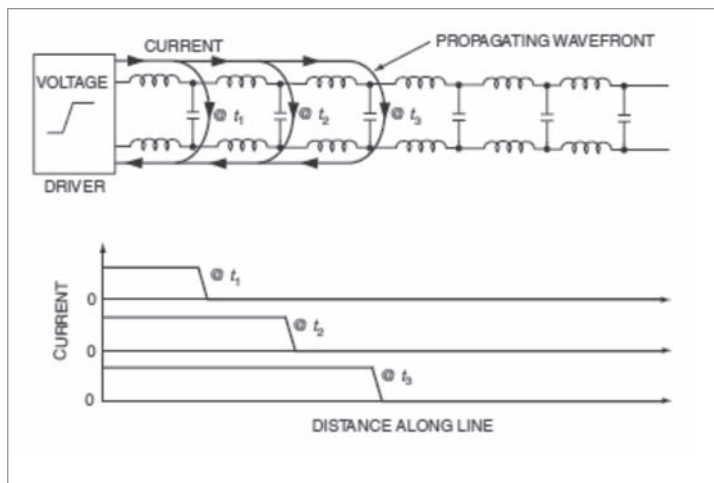 CURRENT
PROPAGATING WAVEFRONT
VOLTAGE
@ t1
@ t2
@ t3
DRIVER
@ t1
0
@ t2
CURRENT
0
@ t3
0
DISTANCE ALONG LINE